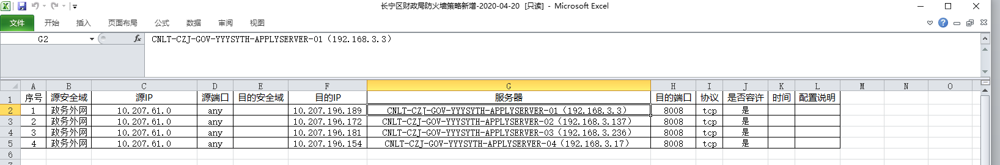 长宁区财政局防火墙策略新增-2020-04-20 [只读] - Microsoft Excel
文件 开始 插入 页面布局 公式 数据 审阅 视图
G2 fx CNLT-CZJ-GOV-YYYSYTH-APPLYSERVER-01（192.168.3.3）
A B C D E F G H I J K L M N O
1 序号 源安全域 源IP 源端口 目的安全域 目的IP 服务器 目的端口 协议 是否容许 时间 配置说明
2 1 政务外网 10.207.61.0 any 10.207.196.189 CNLT-CZJ-GOV-YYYSYTH-APPLYSERVER-01（192.168.3.3） 8008 tcp 是
3 2 政务外网 10.207.61.0 any 10.207.196.172 CNLT-CZJ-GOV-YYYSYTH-APPLYSERVER-02（192.168.3.137） 8008 tcp 是
4 3 政务外网 10.207.61.0 any 10.207.196.181 CNLT-CZJ-GOV-YYYSYTH-APPLYSERVER-03（192.168.3.236） 8008 tcp 是
5 4 政务外网 10.207.61.0 any 10.207.196.154 CNLT-CZJ-GOV-YYYSYTH-APPLYSERVER-04（192.168.3.17） 8008 tcp 是
6